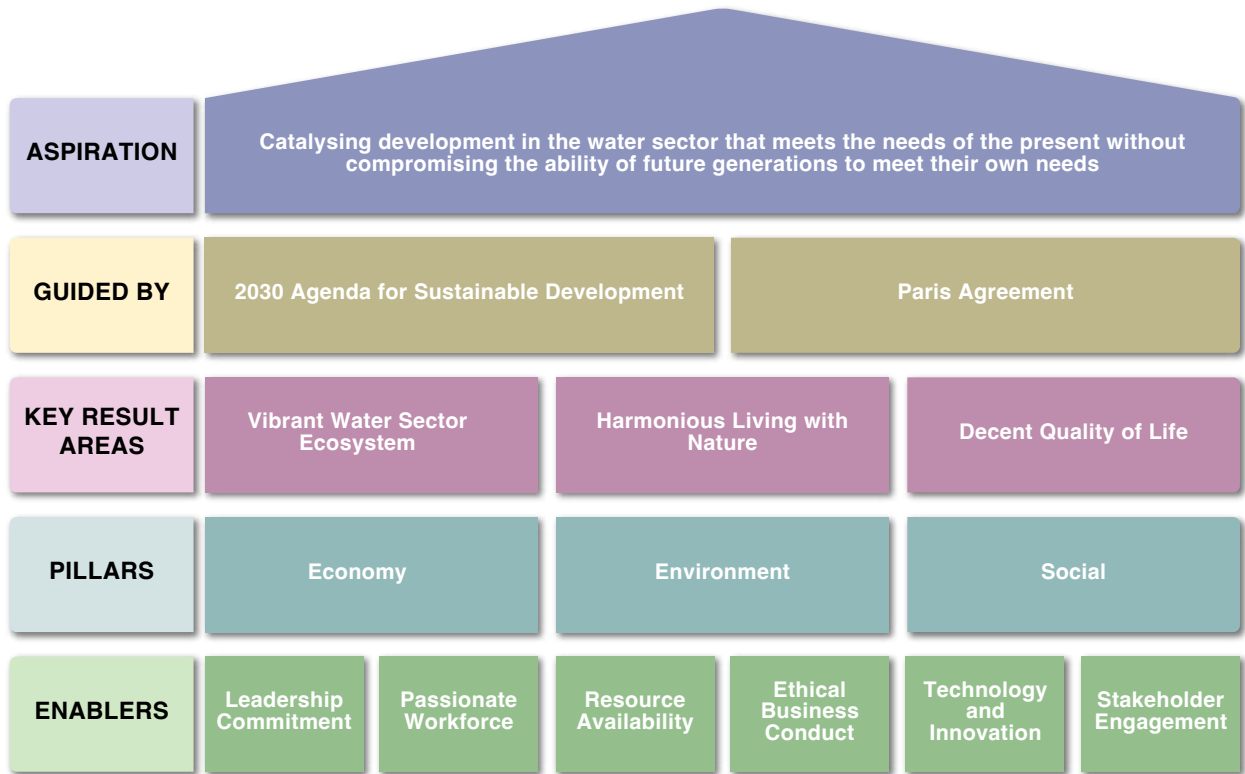 ASPIRATION
Catalysing development in the water sector that meets the needs of the present without
compromising the ability of future generations to meet their own needs
GUIDED BY
2030 Agenda for Sustainable Development
Paris Agreement
KEY RESULT
AREAS
Vibrant Water Sector
Ecosystem
Harmonious Living with
Nature
Decent Quality of Life
PILLARS
Economy
Environment
Social
ENABLERS
Leadership
Commitment
Passionate
Workforce
Resource
Availability
Ethical
Business
Conduct
Technology
and
Innovation
Stakeholder
Engagement